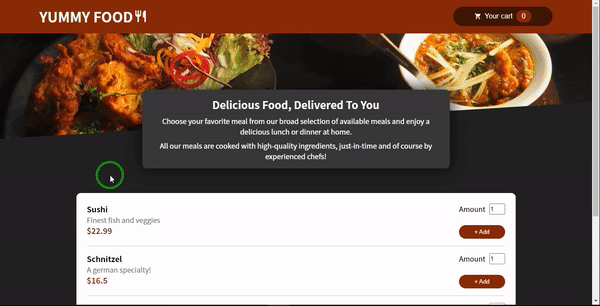 YUMMY FOOD
Your cart 0
Delicious Food, Delivered To You
Choose your favorite meal from our broad selection of available meals and enjoy a
delicious lunch or dinner at home.
All our meals are cooked with high-quality ingredients, just-in-time and of course by
experienced chefs!
Sushi
Finest fish and veggies
$22.99
Amount 1
+ Add
Schnitzel
A german specialty!
$16.5
Amount 1
+ Add